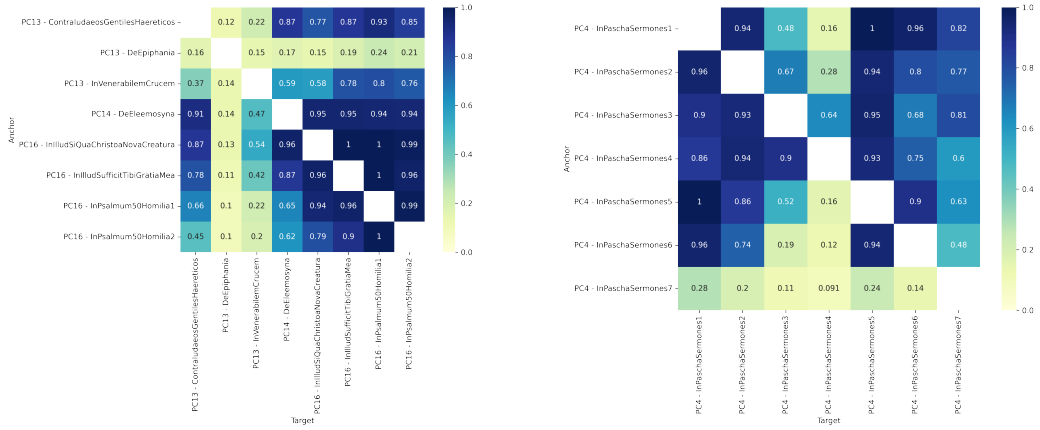 PC13 - ContraIudaeosGentilesHaereticos
0.12 0.22 0.87 0.77 0.87 0.93 0.85
PC13 - DeEpiphania
0.16 0.15 0.17 0.15 0.19 0.24 0.21
PC13 - InVenerabilemCrucem
0.37 0.14 0.59 0.58 0.78 0.8 0.76
PC14 - DeEleemosyna
0.91 0.14 0.47 0.95 0.95 0.94 0.94
PC16 - InIlludSiQuaChristoaNovaCreatura
0.87 0.13 0.54 0.96 1 1 0.99
PC16 - InIlludSufficitTibiGratiaMea
0.78 0.11 0.42 0.87 0.96 1 0.96
PC16 - InPsalmum50Homilia1
0.66 0.1 0.22 0.65 0.94 0.96 0.99
PC16 - InPsalmum50Homilia2
0.45 0.1 0.2 0.62 0.79 0.9 1
Anchor
PC13 - ContraIudaeosGentilesHaereticos
PC13 - DeEpiphania
PC13 - InVenerabilemCrucem
PC14 - DeEleemosyna
PC16 - InIlludSiQuaChristoaNovaCreatura
PC16 - InIlludSufficitTibiGratiaMea
PC16 - InPsalmum50Homilia1
PC16 - InPsalmum50Homilia2
Target
1.0
0.8
0.6
0.4
0.2
0.0
PC4 - InPaschaSermones1
0.94 0.48 0.16 1 0.96 0.82
PC4 - InPaschaSermones2
0.96 0.67 0.28 0.94 0.8 0.77
PC4 - InPaschaSermones3
0.9 0.93 0.64 0.95 0.68 0.81
PC4 - InPaschaSermones4
0.86 0.94 0.9 0.93 0.75 0.6
PC4 - InPaschaSermones5
1 0.86 0.52 0.16 0.9 0.63
PC4 - InPaschaSermones6
0.96 0.74 0.19 0.12 0.94 0.48
PC4 - InPaschaSermones7
0.28 0.2 0.11 0.091 0.24 0.14
Anchor
PC4 - InPaschaSermones1
PC4 - InPaschaSermones2
PC4 - InPaschaSermones3
PC4 - InPaschaSermones4
PC4 - InPaschaSermones5
PC4 - InPaschaSermones6
PC4 - InPaschaSermones7
Target
1.0
0.8
0.6
0.4
0.2
0.0